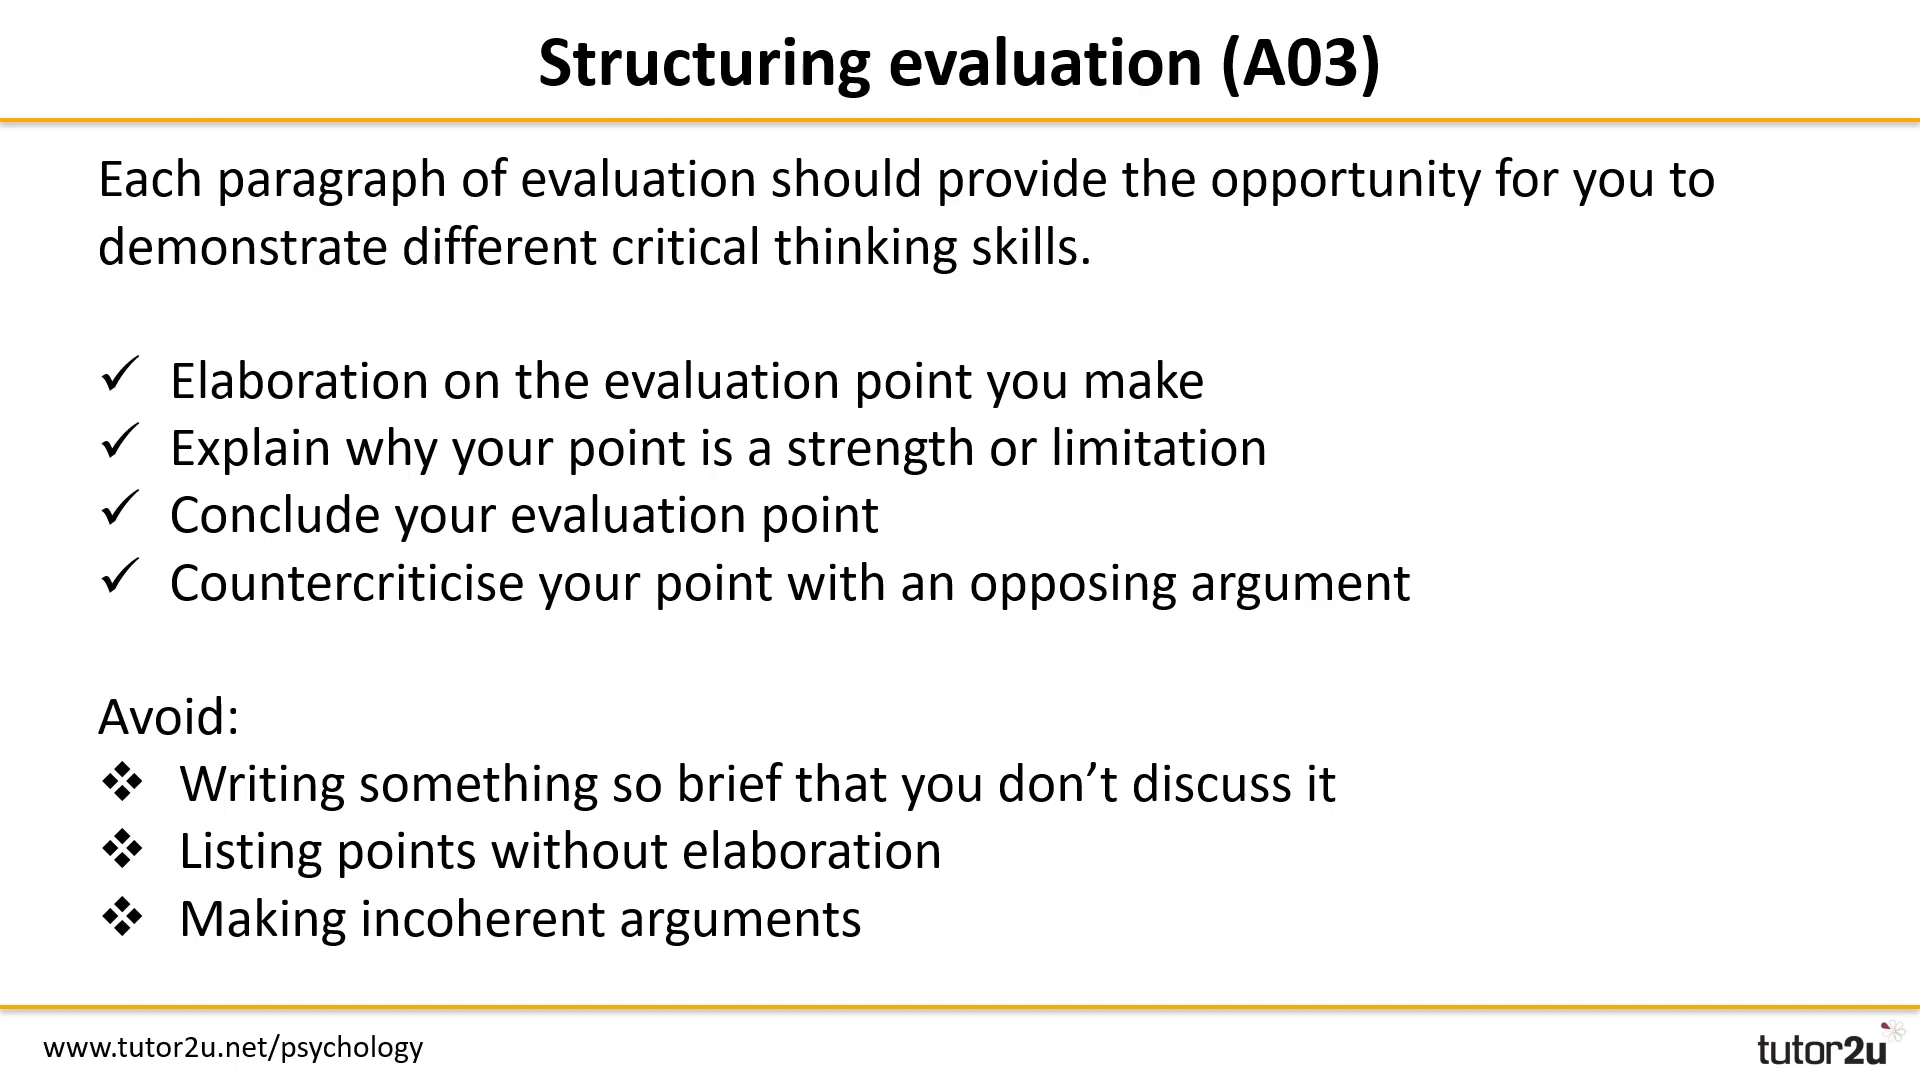 Structuring evaluation (A03)
Each paragraph of evaluation should provide the opportunity for you to
demonstrate different critical thinking skills.
✓ Elaboration on the evaluation point you make
✓ Explain why your point is a strength or limitation
✓ Conclude your evaluation point
✓ Countercriticise your point with an opposing argument
Avoid:
❖ Writing something so brief that you don’t discuss it
❖ Listing points without elaboration
❖ Making incoherent arguments
www.tutor2u.net/psychology
tutor2u